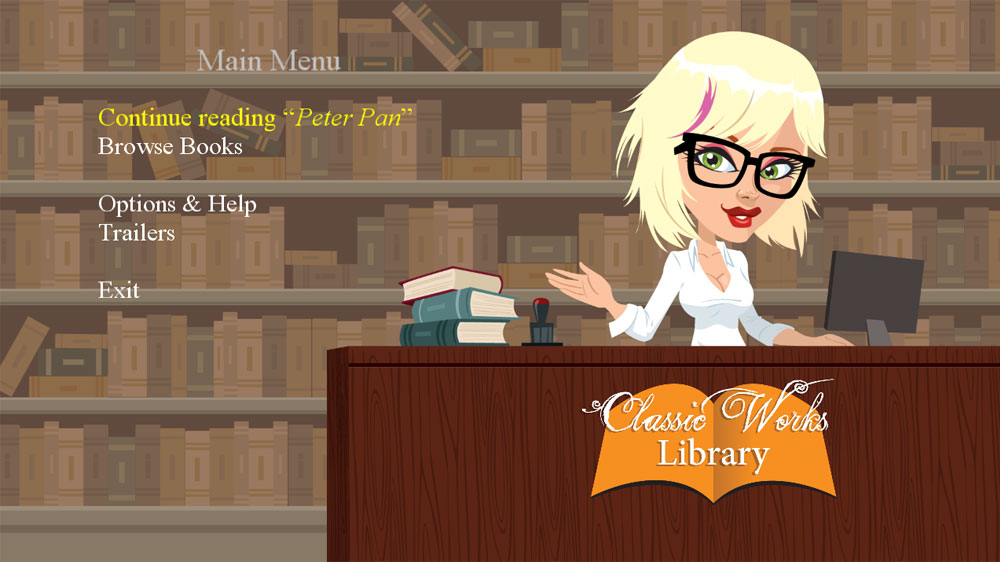 Main Menu
Continue reading “Peter Pan”
Browse Books
Options & Help
Trailers
Exit
Classic Works
Library